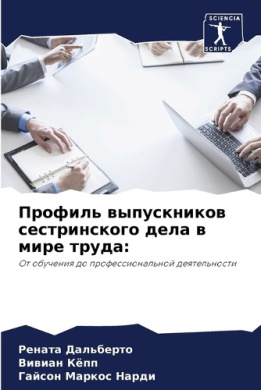 SCIENCIA
SCRIPTS
Профиль выпускников
сестринского дела в
мире труда:
От обучения до профессиональной деятельности
Рената Дальберто
Вивиан Кёпп
Гайсон Маркос Нарди